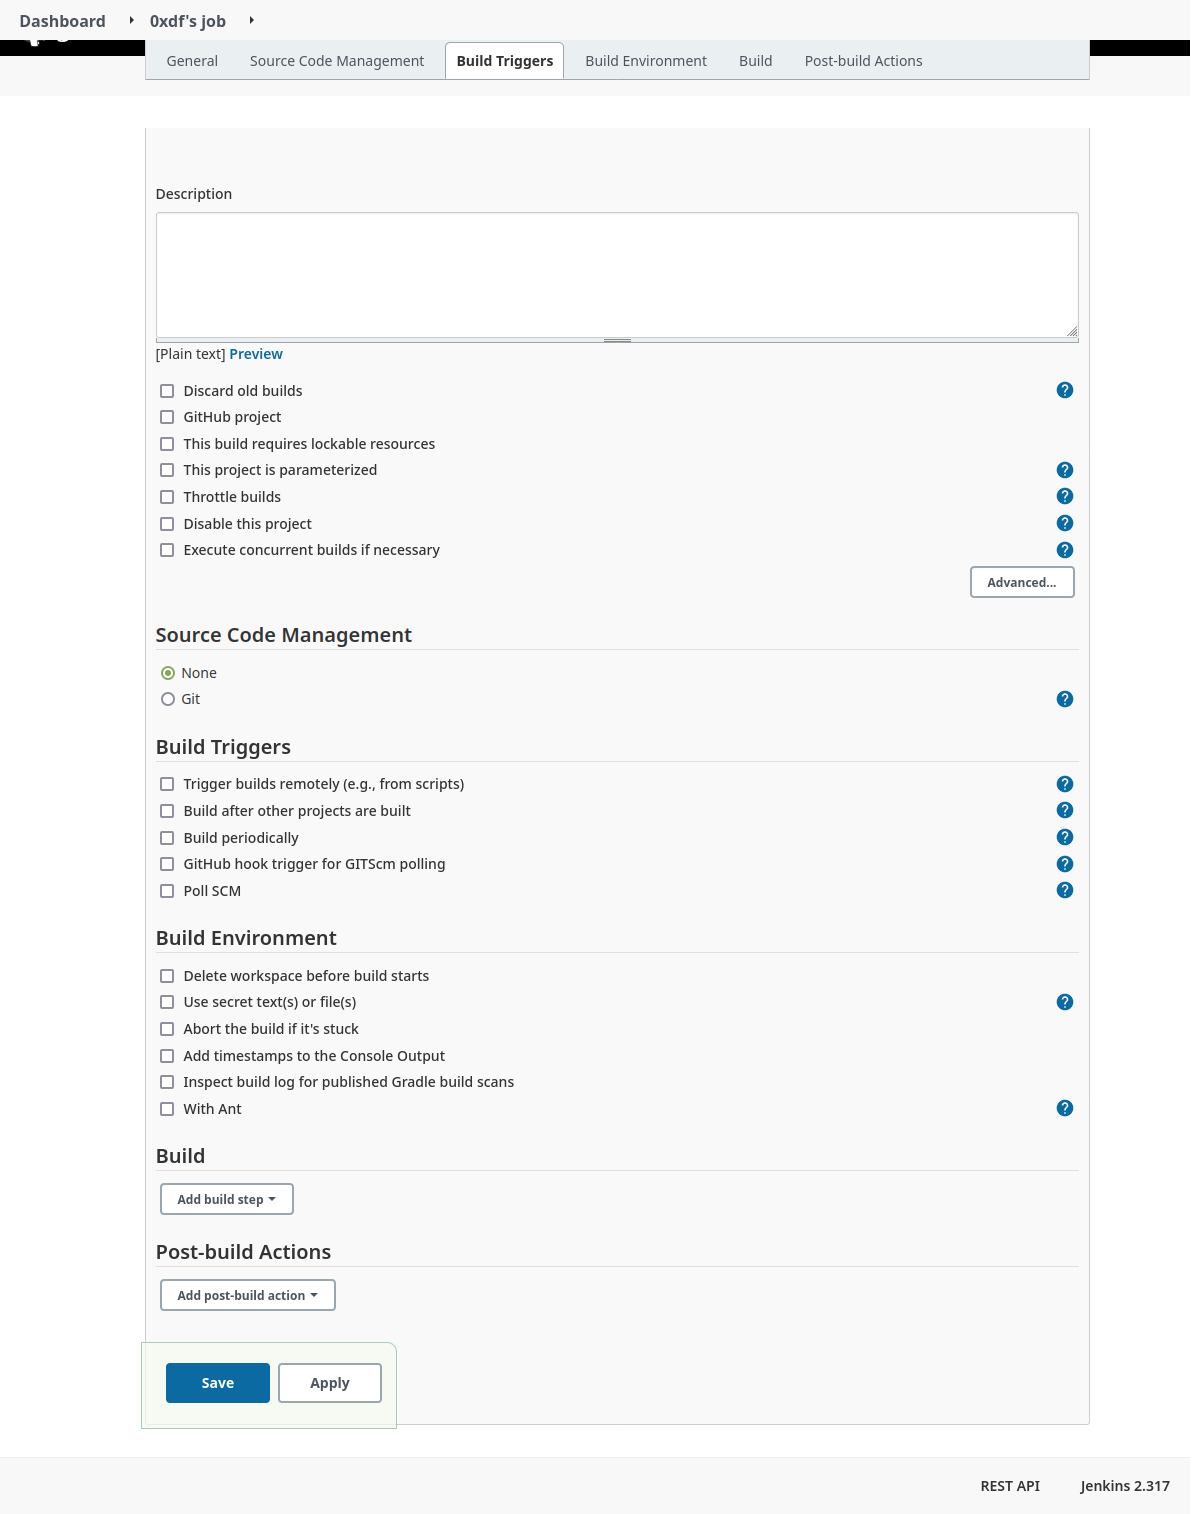 Dashboard 0xdf's job
General Source Code Management Build Triggers Build Environment Build Post-build Actions
Description
[Plain text] Preview
Discard old builds ?
GitHub project
This build requires lockable resources
This project is parameterized ?
Throttle builds ?
Disable this project ?
Execute concurrent builds if necessary ?
Advanced...
Source Code Management
None
Git ?
Build Triggers
Trigger builds remotely (e.g., from scripts) ?
Build after other projects are built ?
Build periodically ?
GitHub hook trigger for GITScm polling ?
Poll SCM ?
Build Environment
Delete workspace before build starts
Use secret text(s) or file(s) ?
Abort the build if it's stuck
Add timestamps to the Console Output
Inspect build log for published Gradle build scans
With Ant ?
Build
Add build step
Post-build Actions
Add post-build action
Save Apply
REST API Jenkins 2.317